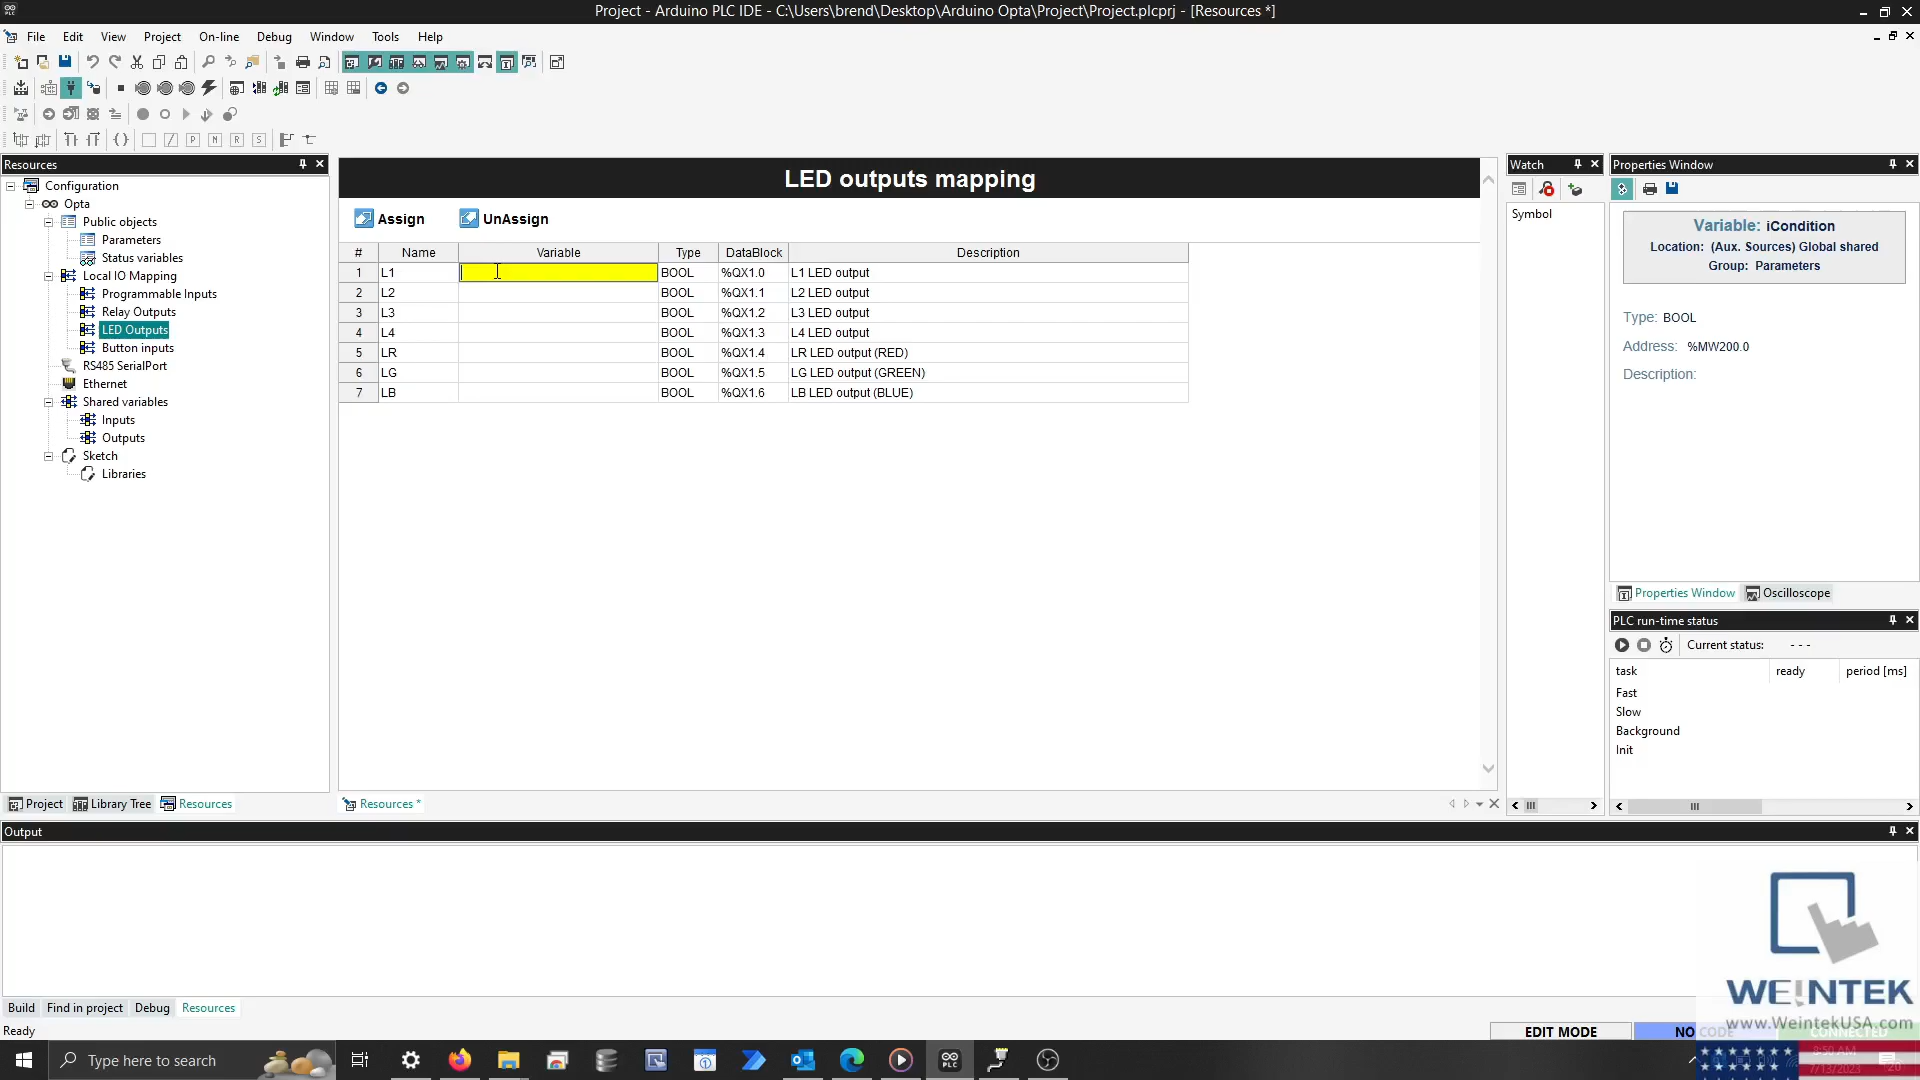 Project - Arduino PLC IDE - C:\Users\brend\Desktop\Arduino Opta\Project\Project.plcprj - [Resources *]
File Edit View Project On-line Debug Window Tools Help
Resources
Configuration
Opta
Public objects
Parameters
Status variables
Local IO Mapping
Programmable Inputs
Relay Outputs
LED Outputs
Button inputs
RS485 SerialPort
Ethernet
Shared variables
Inputs
Outputs
Sketch
Libraries
Project Library Tree Resources
LED outputs mapping
Assign UnAssign
# Name Variable Type DataBlock Description
1 L1 BOOL %QX1.0 L1 LED output
2 L2 BOOL %QX1.1 L2 LED output
3 L3 BOOL %QX1.2 L3 LED output
4 L4 BOOL %QX1.3 L4 LED output
5 LR BOOL %QX1.4 LR LED output (RED)
6 LG BOOL %QX1.5 LG LED output (GREEN)
7 LB BOOL %QX1.6 LB LED output (BLUE)
Resources *
Watch
Symbol
Properties Window
Variable: iCondition
Location: (Aux. Sources) Global shared
Group: Parameters
Type: BOOL
Address: %MW200.0
Description:
Properties Window Oscilloscope
PLC run-time status
Current status: - - -
task ready period [ms]
Fast
Slow
Background
Init
Output
Build Find in project Debug Resources
Ready
EDIT MODE NO CODE CONNECTED
WEINTEK
www.WeintekUSA.com
Type here to search
8:50 AM
7/13/2023